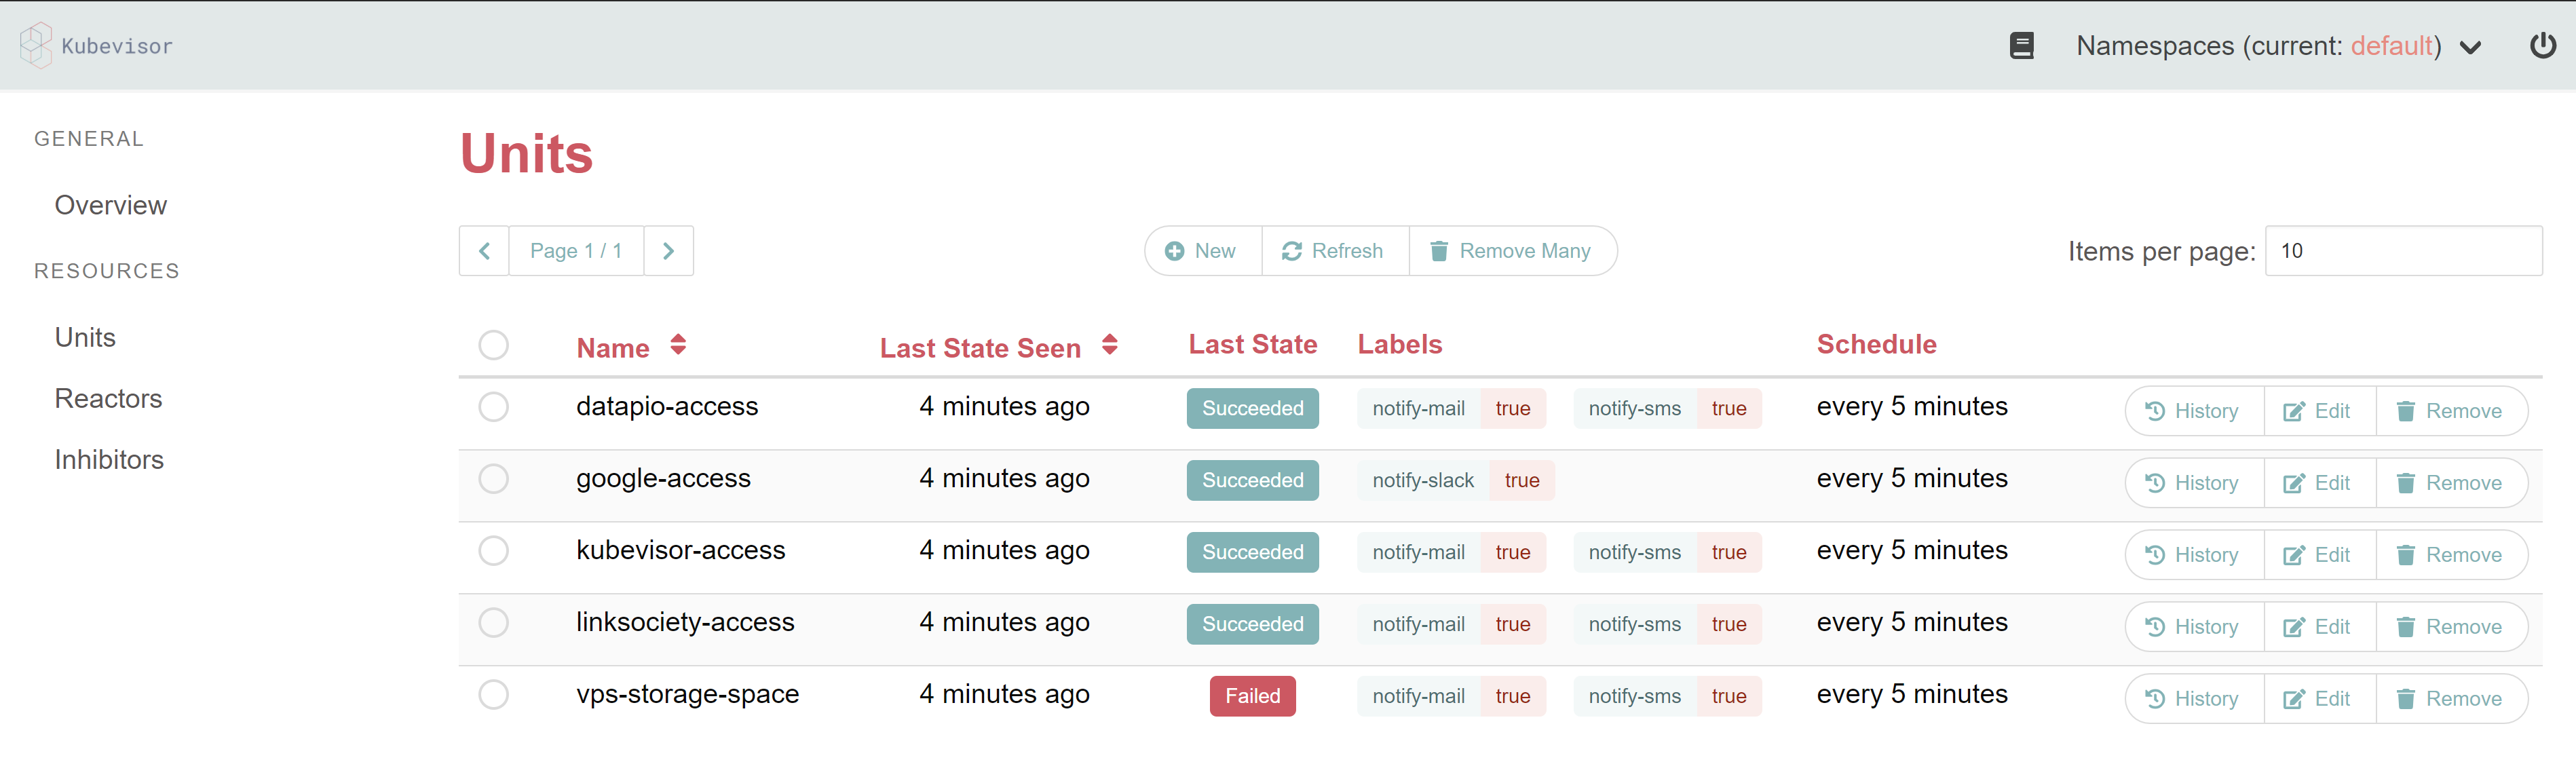 Kubevisor
Namespaces (current: default)
GENERAL
Overview
RESOURCES
Units
Reactors
Inhibitors
Units
Page 1 / 1
New Refresh Remove Many
Items per page: 10
Name Last State Seen Last State Labels Schedule
datapio-access 4 minutes ago Succeeded notify-mail true notify-sms true every 5 minutes History Edit Remove
google-access 4 minutes ago Succeeded notify-slack true every 5 minutes History Edit Remove
kubevisor-access 4 minutes ago Succeeded notify-mail true notify-sms true every 5 minutes History Edit Remove
linksociety-access 4 minutes ago Succeeded notify-mail true notify-sms true every 5 minutes History Edit Remove
vps-storage-space 4 minutes ago Failed notify-mail true notify-sms true every 5 minutes History Edit Remove